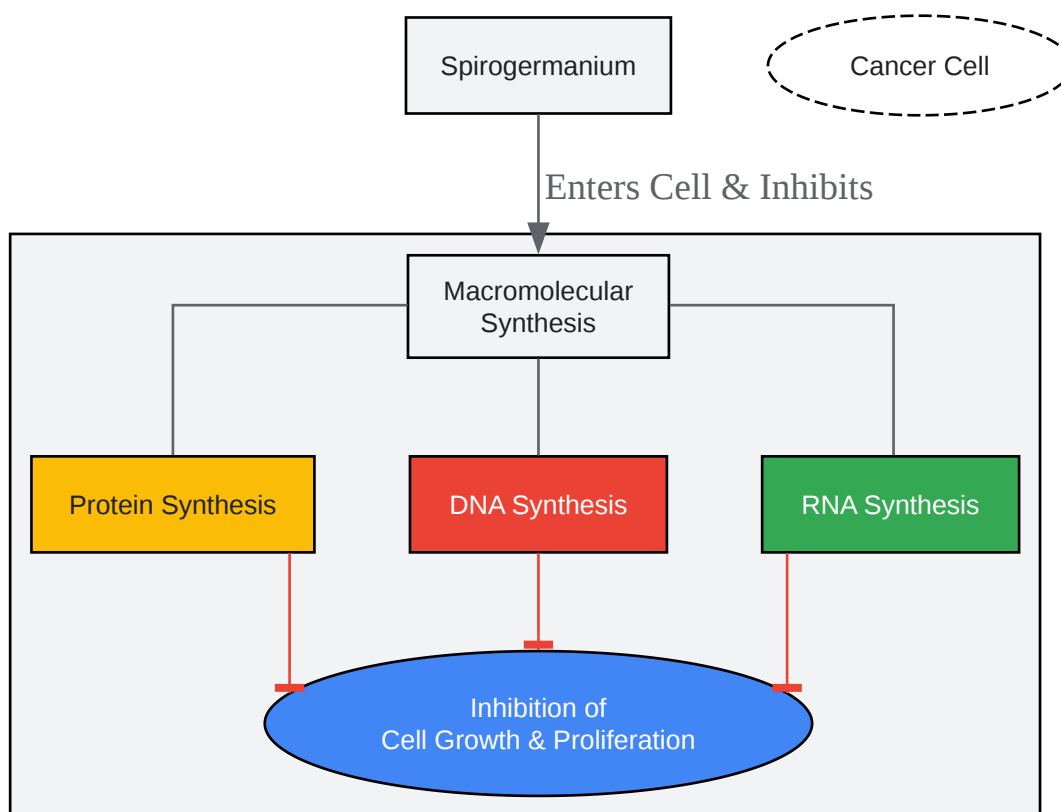 Spirogermanium
Cancer Cell
Enters Cell & Inhibits
Macromolecular
Synthesis
Protein Synthesis
DNA Synthesis
RNA Synthesis
Inhibition of
Cell Growth & Proliferation